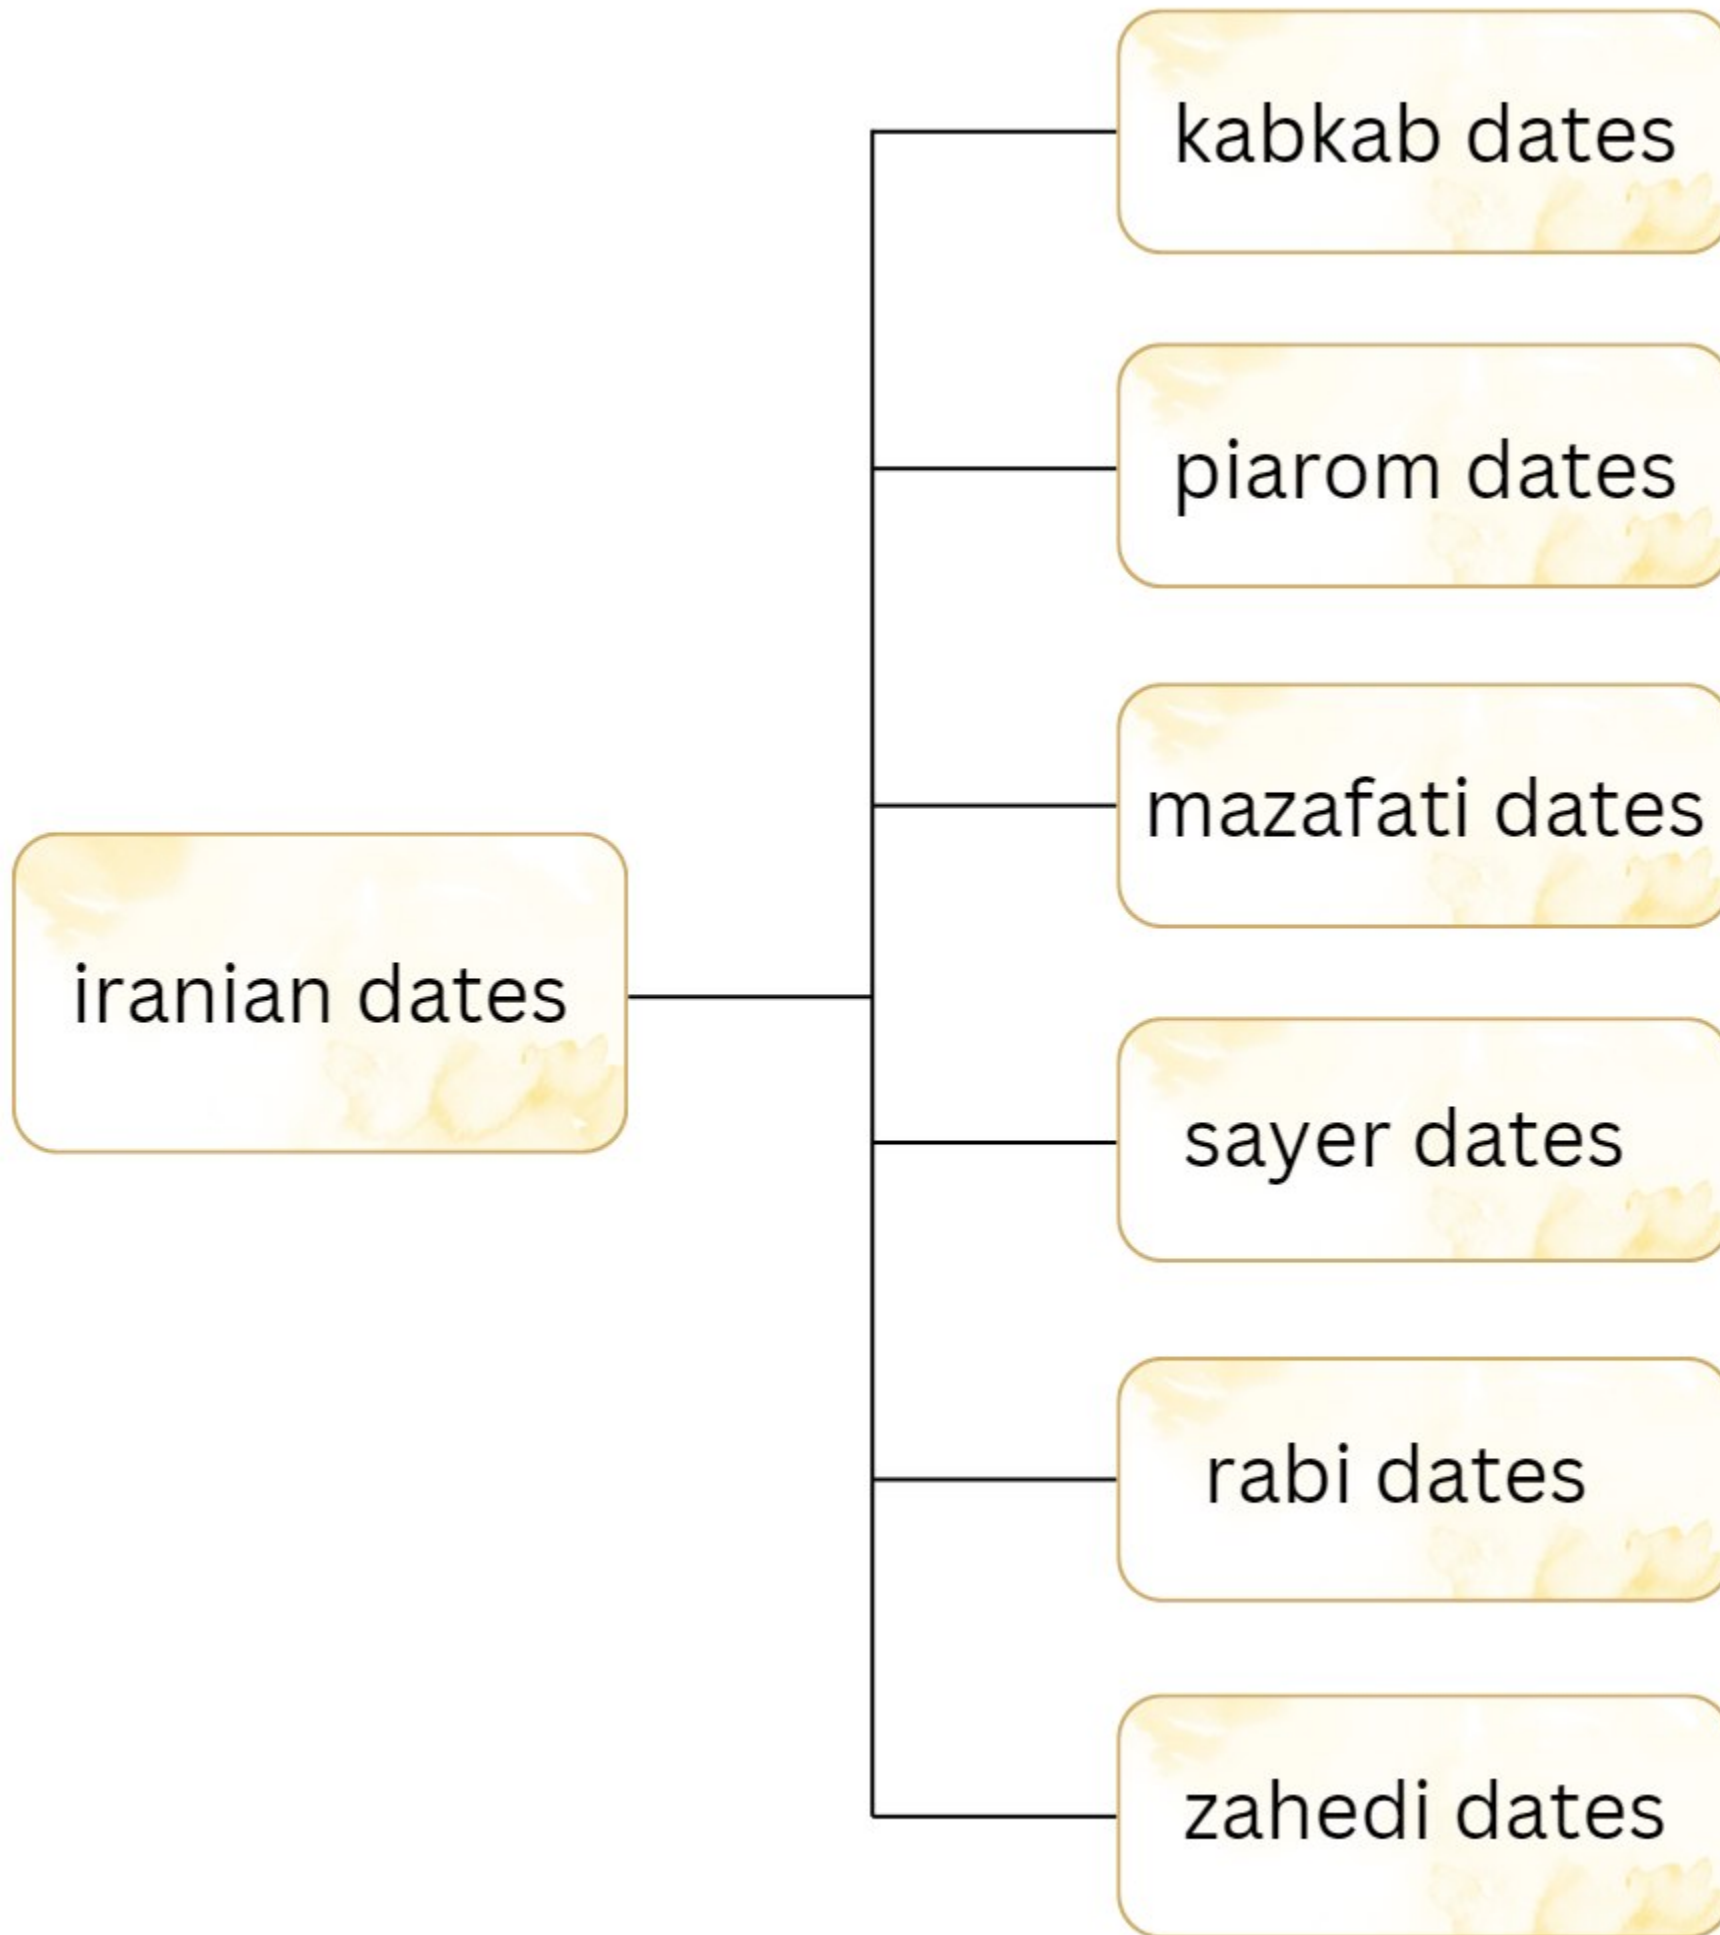 kabkab dates
piarom dates
mazafati dates
iranian dates
sayer dates
rabi dates
zahedi dates